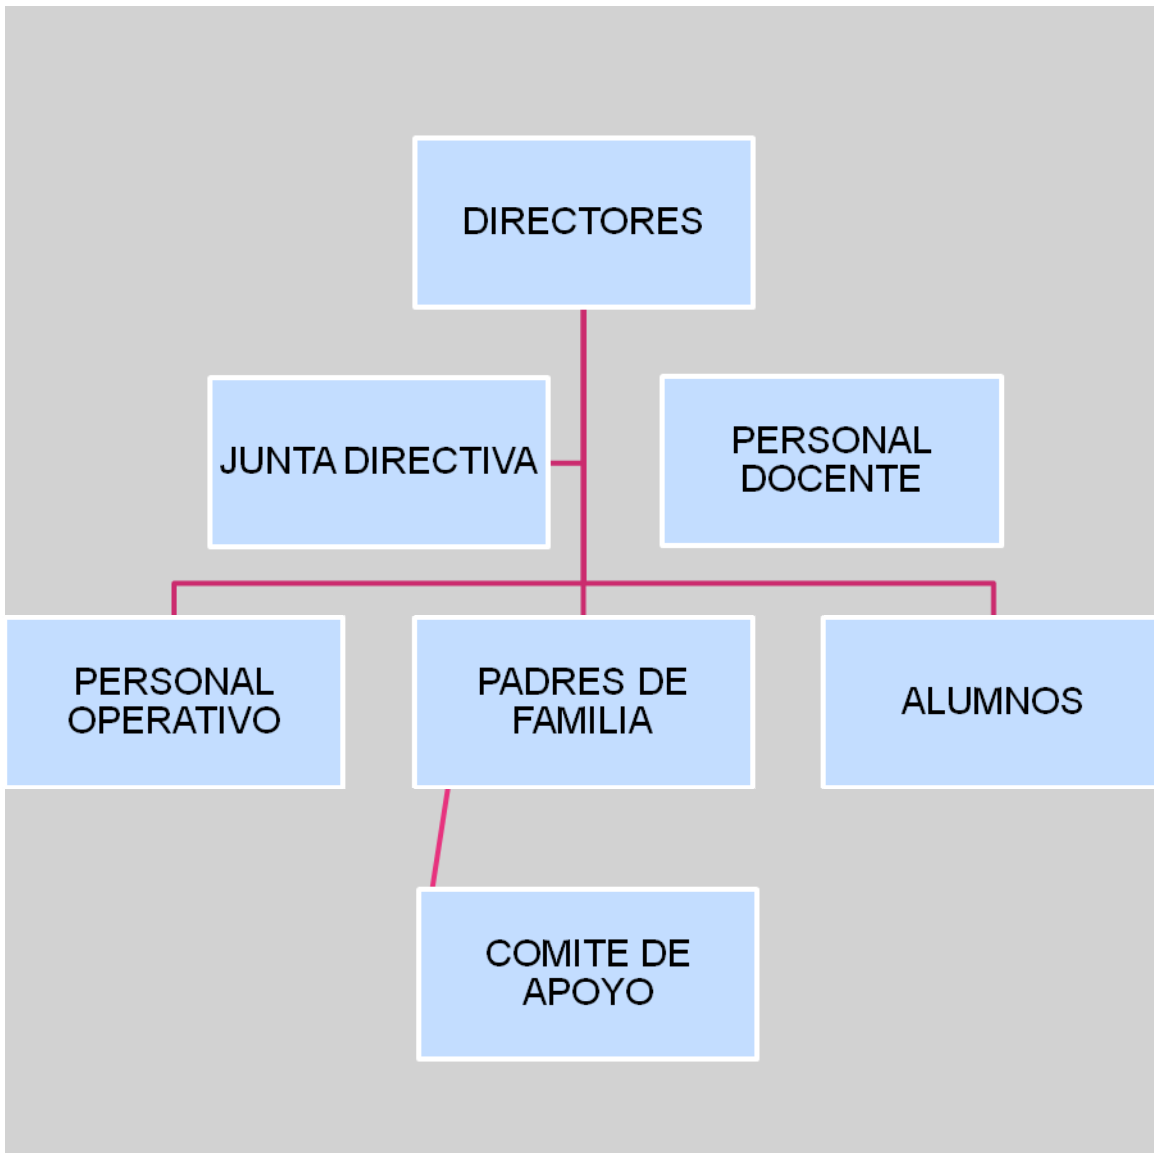 DIRECTORES
JUNTA DIRECTIVA
PERSONAL
DOCENTE
PERSONAL
OPERATIVO
PADRES DE
FAMILIA
ALUMNOS
COMITE DE
APOYO